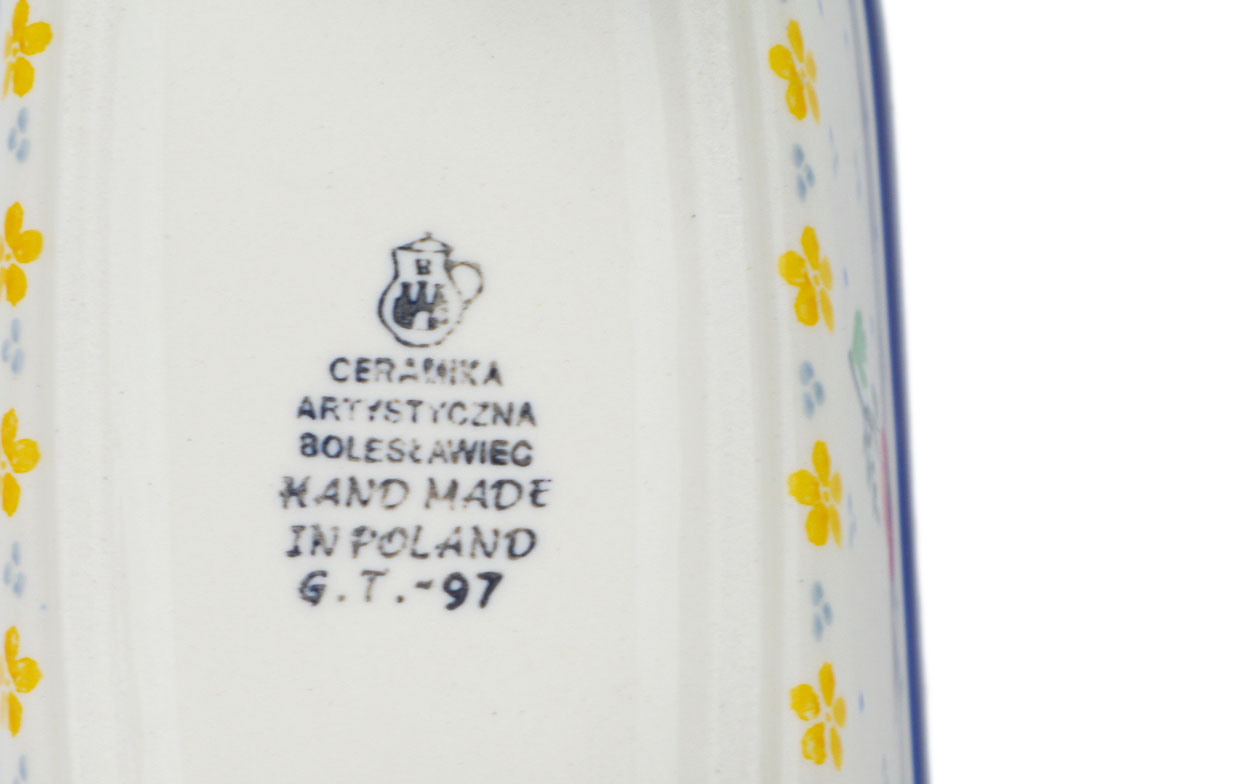 B
CERAMIKA
ARTYSTYCZNA
BOLESŁAWIEC
HAND MADE
IN POLAND
G.T.-97